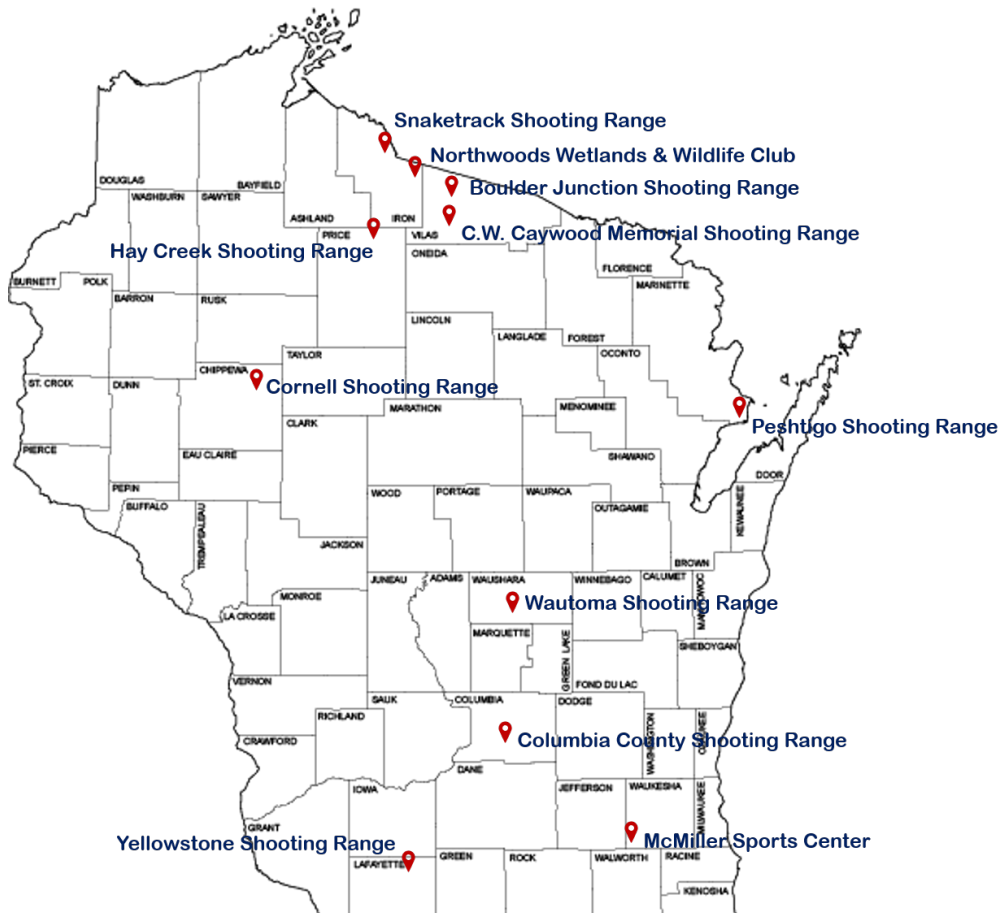 Snaketrack Shooting Range
Northwoods Wetlands & Wildlife Club
DOUGLAS
BAYFIELD
Boulder Junction Shooting Range
WASHBURN
SAWYER
ASHLAND
IRON
PRICE
VILAS
C.W. Caywood Memorial Shooting Range
Hay Creek Shooting Range
ONEIDA
FLORENCE
BURNETT
POLK
MARINETTE
BARRON
RUSK
LINCOLN
LANGLADE
FOREST
TAYLOR
OCONTO
CHIPPEWA
ST. CROIX
DUNN
Cornell Shooting Range
MARATHON
MENOMINEE
CLARK
Peshtigo Shooting Range
PIERCE
EAU CLAIRE
SHAWANO
DOOR
PEPIN
WOOD
PORTAGE
WAUPACA
BUFFALO
OUTAGAMIE
KEWAUNEE
TREMPEALEAU
JACKSON
BROWN
JUNEAU
ADAMS
WAUSHARA
WINNEBAGO
CALUMET
MANITOWOC
MONROE
Wautoma Shooting Range
LA CROSSE
MARQUETTE
SHEBOYGAN
GREEN LAKE
VERNON
FOND DU LAC
SAUK
COLUMBIA
DODGE
RICHLAND
WASHINGTON
OZAUKEE
CRAWFORD
Columbia County Shooting Range
DANE
IOWA
JEFFERSON
WAUKESHA
MILWAUKEE
GRANT
Yellowstone Shooting Range
McMiller Sports Center
LAFAYETTE
GREEN
ROCK
WALWORTH
RACINE
KENOSHA